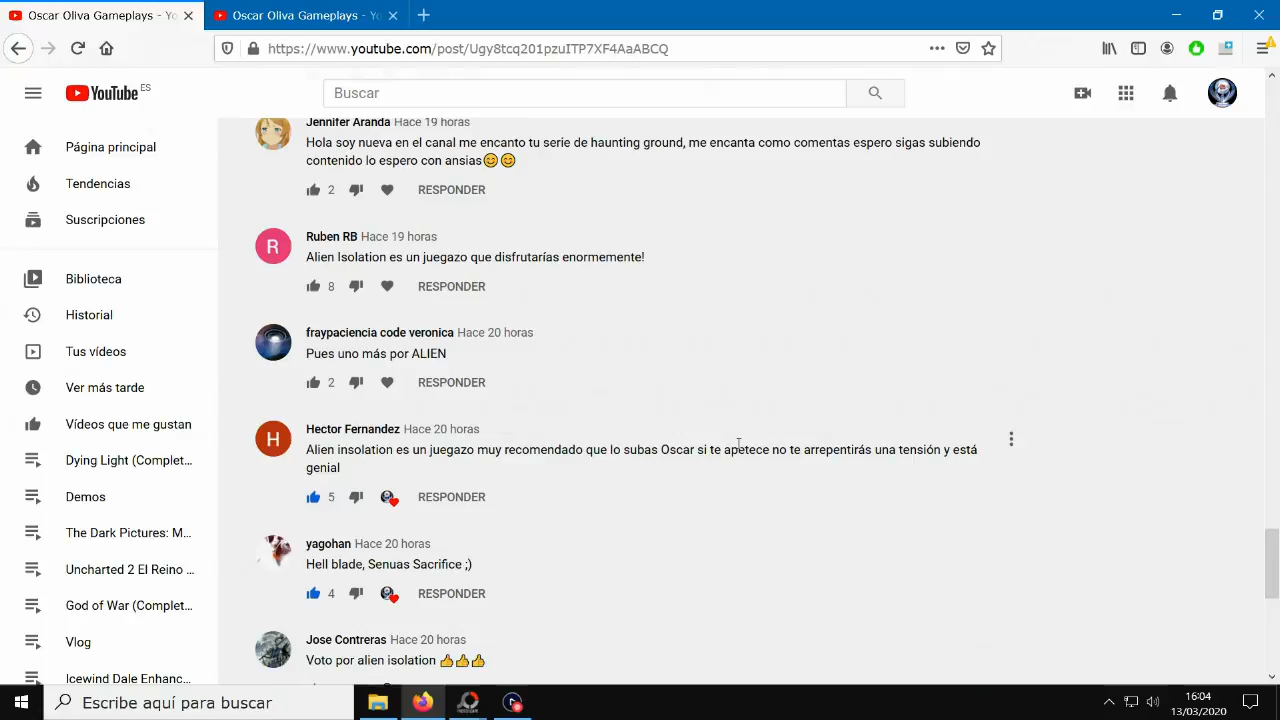 Oscar Oliva Gameplays - Yo
Oscar Oliva Gameplays - Yo
https://www.youtube.com/post/Ugy8tcq201pzuITP7XF4AaABCQ
YouTube ES
Buscar
Página principal
Tendencias
Suscripciones
Biblioteca
Historial
Tus vídeos
Ver más tarde
Vídeos que me gustan
Dying Light (Complet...
Demos
The Dark Pictures: M...
Uncharted 2 El Reino ...
God of War (Complet...
Vlog
Icewind Dale Enhanc...
Jennifer Aranda Hace 19 horas
Hola soy nueva en el canal me encanto tu serie de haunting ground, me encanta como comentas espero sigas subiendo
contenido lo espero con ansias😊😊
2 RESPONDER
R
Ruben RB Hace 19 horas
Alien Isolation es un juegazo que disfrutarías enormemente!
8 RESPONDER
fraypaciencia code veronica Hace 20 horas
Pues uno más por ALIEN
2 RESPONDER
H
Hector Fernandez Hace 20 horas
Alien insolation es un juegazo muy recomendado que lo subas Oscar si te apetece no te arrepentirás una tensión y está
genial
5 RESPONDER
yagohan Hace 20 horas
Hell blade, Senuas Sacrifice ;)
4 RESPONDER
Jose Contreras Hace 20 horas
Voto por alien isolation 👍👍👍
Escribe aquí para buscar
16:04
13/03/2020